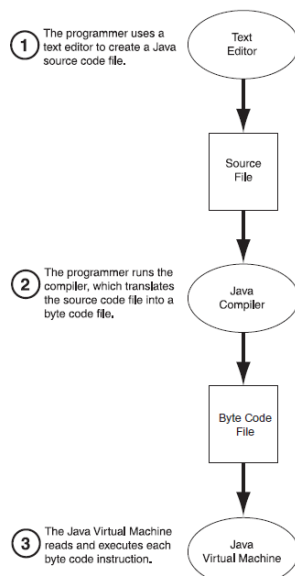 1
The programmer uses a
text editor to create a Java
source code file.
Text
Editor
Source
File
2
The programmer runs the
compiler, which translates
the source code file into a
byte code file.
Java
Compiler
Byte Code
File
3
The Java Virtual Machine
reads and executes each
byte code instruction.
Java
Virtual Machine